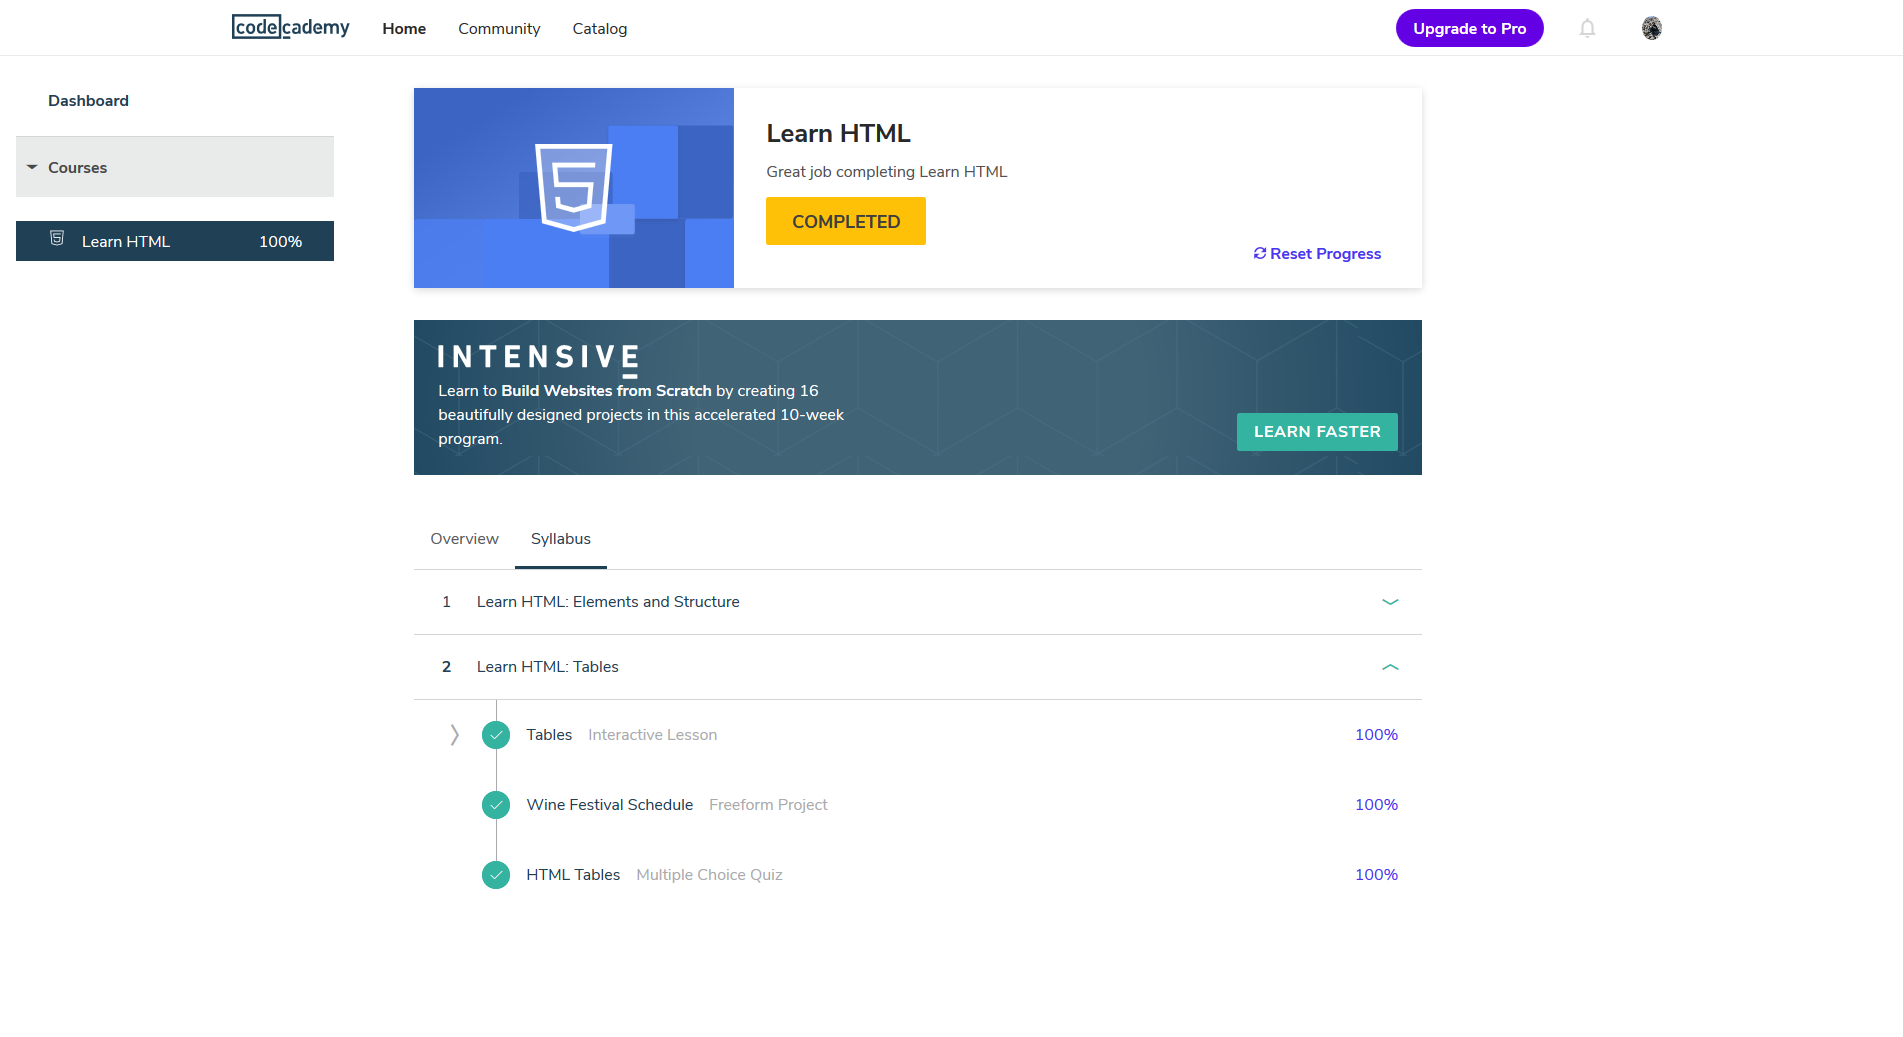 codecademy Home Community Catalog Upgrade to Pro
Dashboard
Courses
Learn HTML 100%
Learn HTML
Great job completing Learn HTML
COMPLETED
Reset Progress
INTENSIVE
Learn to Build Websites from Scratch by creating 16
beautifully designed projects in this accelerated 10-week
program.
LEARN FASTER
Overview Syllabus
1 Learn HTML: Elements and Structure
2 Learn HTML: Tables
Tables Interactive Lesson 100%
Wine Festival Schedule Freeform Project 100%
HTML Tables Multiple Choice Quiz 100%